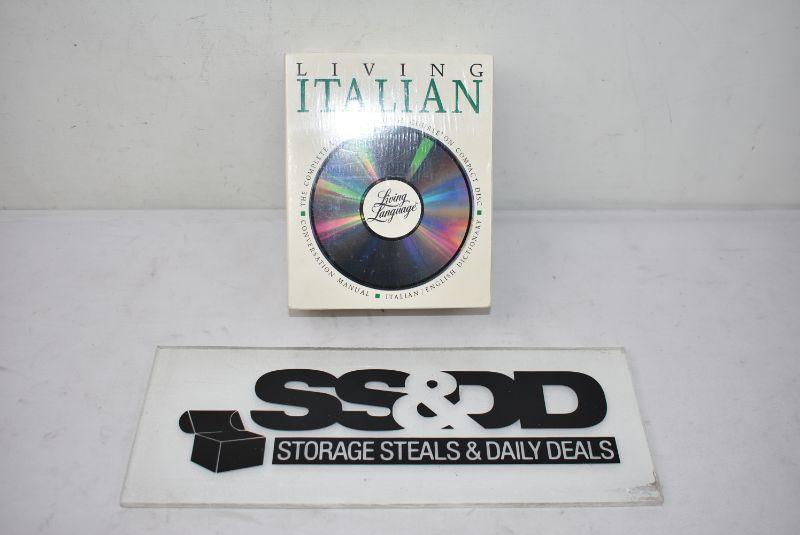 LIVING
ITALIAN
THE COMPLETE COURSE ON COMPACT DISC
Living
Language
CONVERSATION MANUAL ITALIAN/ENGLISH DICTIONARY
SS&DD
STORAGE STEALS & DAILY DEALS